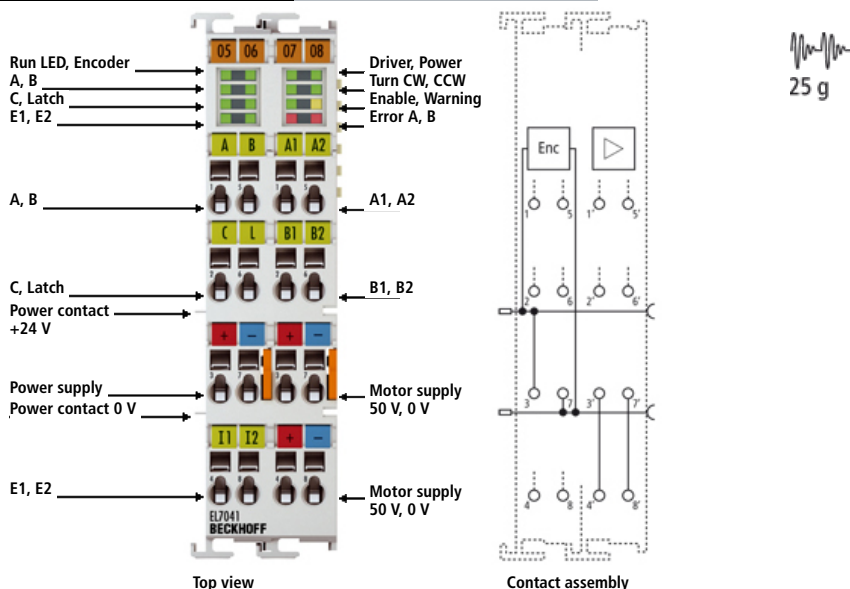 05 06 07 08
Run LED, Encoder
A, B
C, Latch
E1, E2
Driver, Power
Turn CW, CCW
Enable, Warning
Error A, B
25 g
A B A1 A2
Enc
1 5 1' 5'
A, B
A1, A2
C L B1 B2
2 6 2' 6'
C, Latch
B1, B2
Power contact
+24 V
+ − + −
3 7 3' 7'
Power supply
Power contact 0 V
Motor supply
50 V, 0 V
I1 I2 + −
4 8 4' 8'
E1, E2
Motor supply
50 V, 0 V
EL7041
BECKHOFF
Top view
Contact assembly